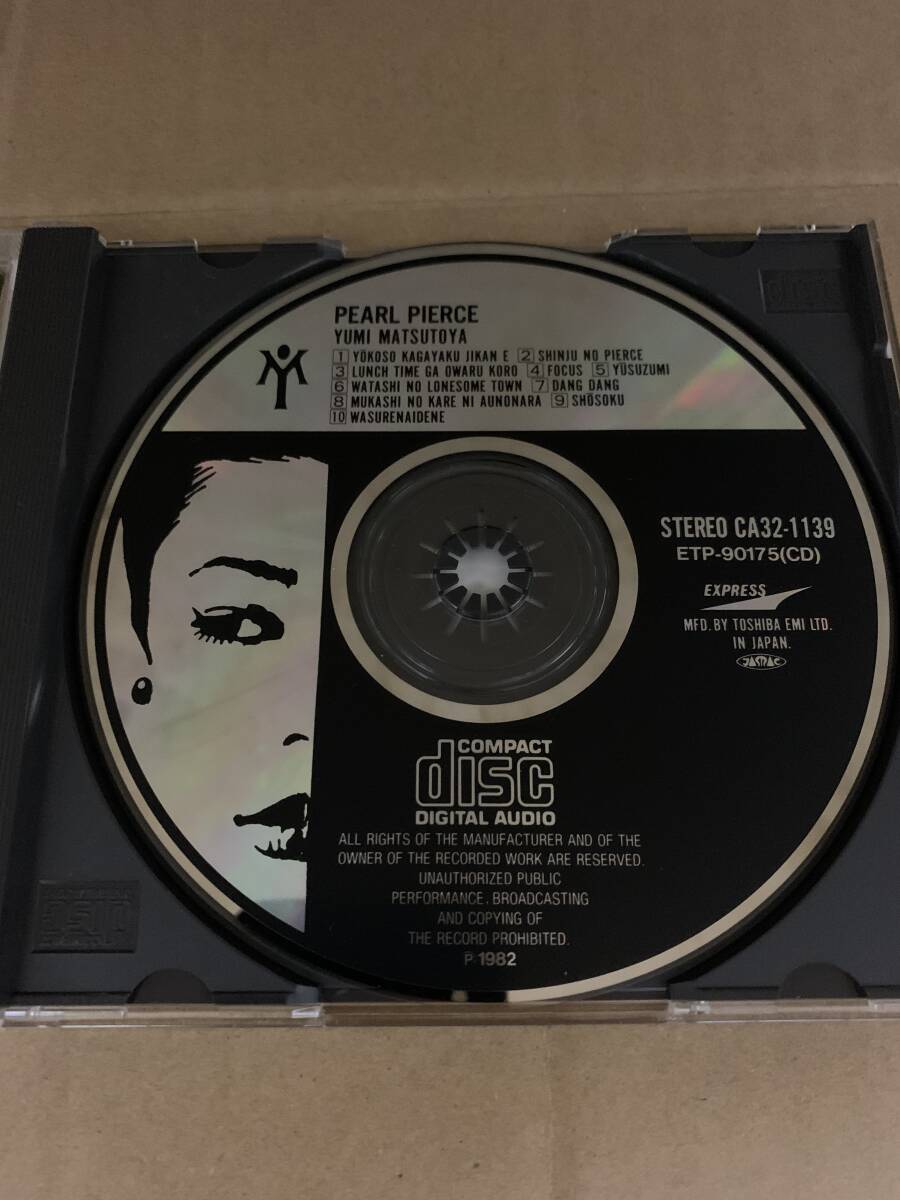 PEARL PIERCE
YUMI MATSUTOYA
1 YŌKOSO KAGAYAKU JIKAN E 2 SHINJU NO PIERCE
3 LUNCH TIME GA OWARU KORO 4 FOCUS 5 YŪSUZUMI
6 WATASHI NO LONESOME TOWN 7 DANG DANG
8 MUKASHI NO KARE NI AUNONARA 9 SHŌSOKU
10 WASURENAIDENE
STEREO CA32-1139
ETP-90175(CD)
EXPRESS
MFD. BY TOSHIBA EMI LTD.
IN JAPAN.
JASRAC
COMPACT
disc
DIGITAL AUDIO
ALL RIGHTS OF THE MANUFACTURER AND OF THE
OWNER OF THE RECORDED WORK ARE RESERVED.
UNAUTHORIZED PUBLIC
PERFORMANCE, BROADCASTING
AND COPYING OF
THE RECORD PROHIBITED.
℗ 1982